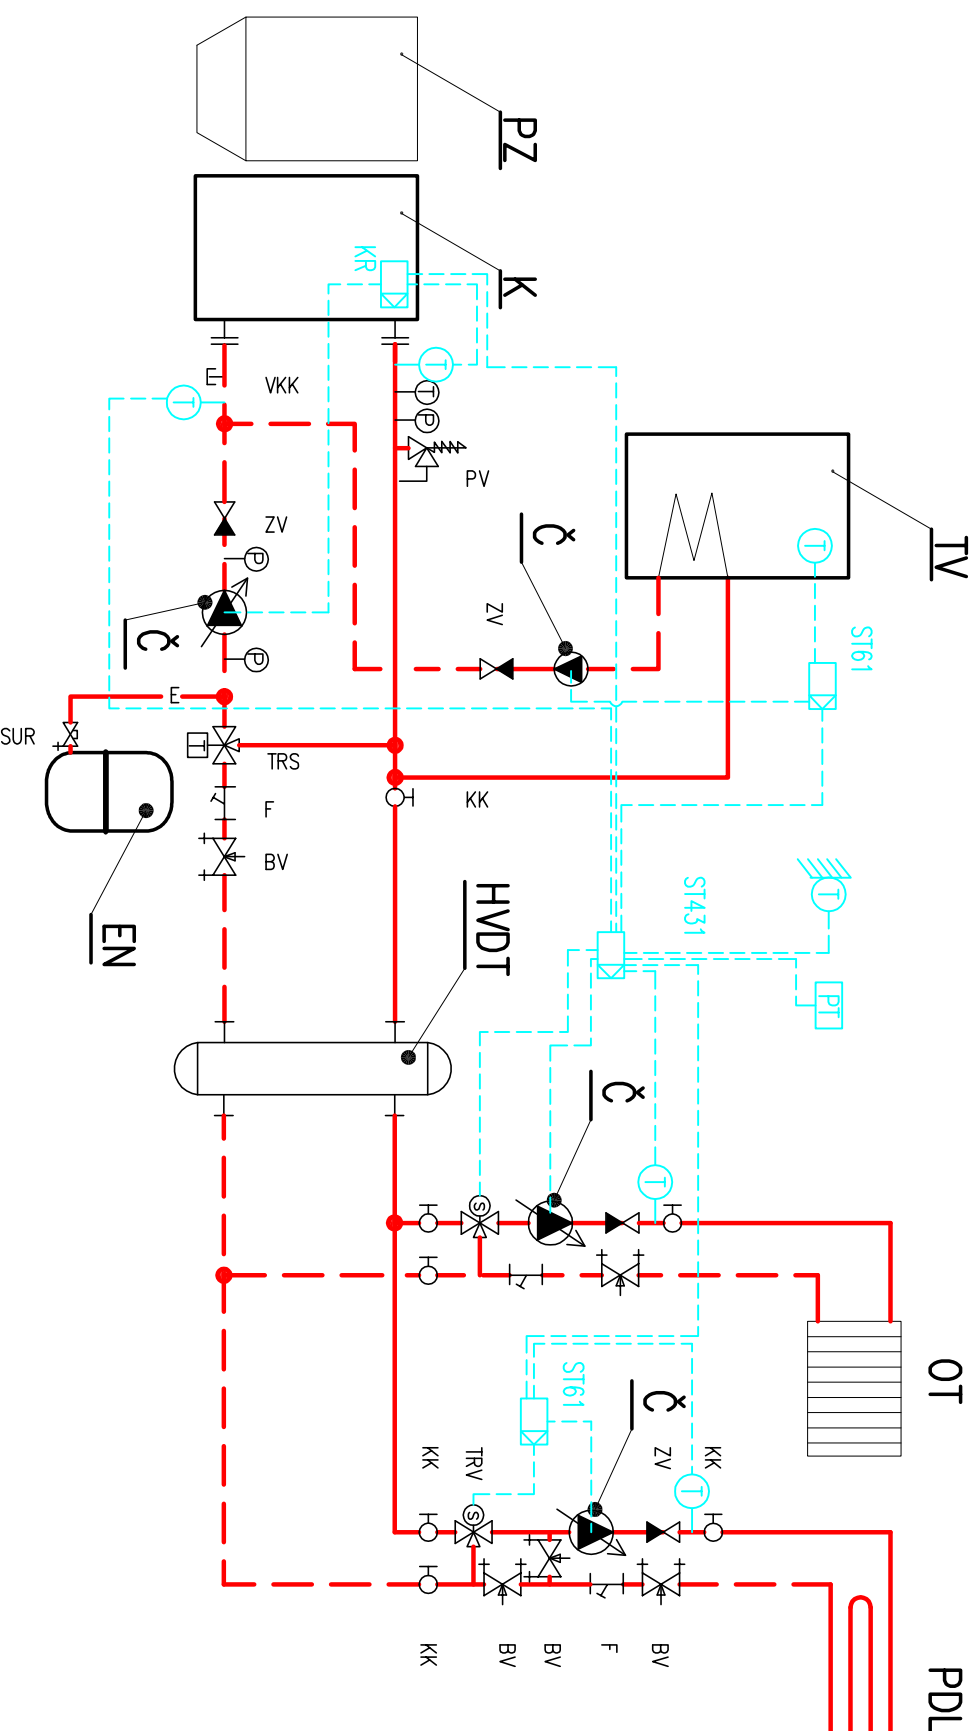 PZ
K
KR
T
E
VKK
T
T
P
PV
TV
T
ST61
Č
ZV
ZV
P
Č
P
E
SUR
T
TRS
F
BV
KK
EN
HVDT
ST431
T
PT
Č
T
S
OT
ST61
Č
KK
TRV
ZV
KK
T
S
KK
BV
BV
F
BV
PDL